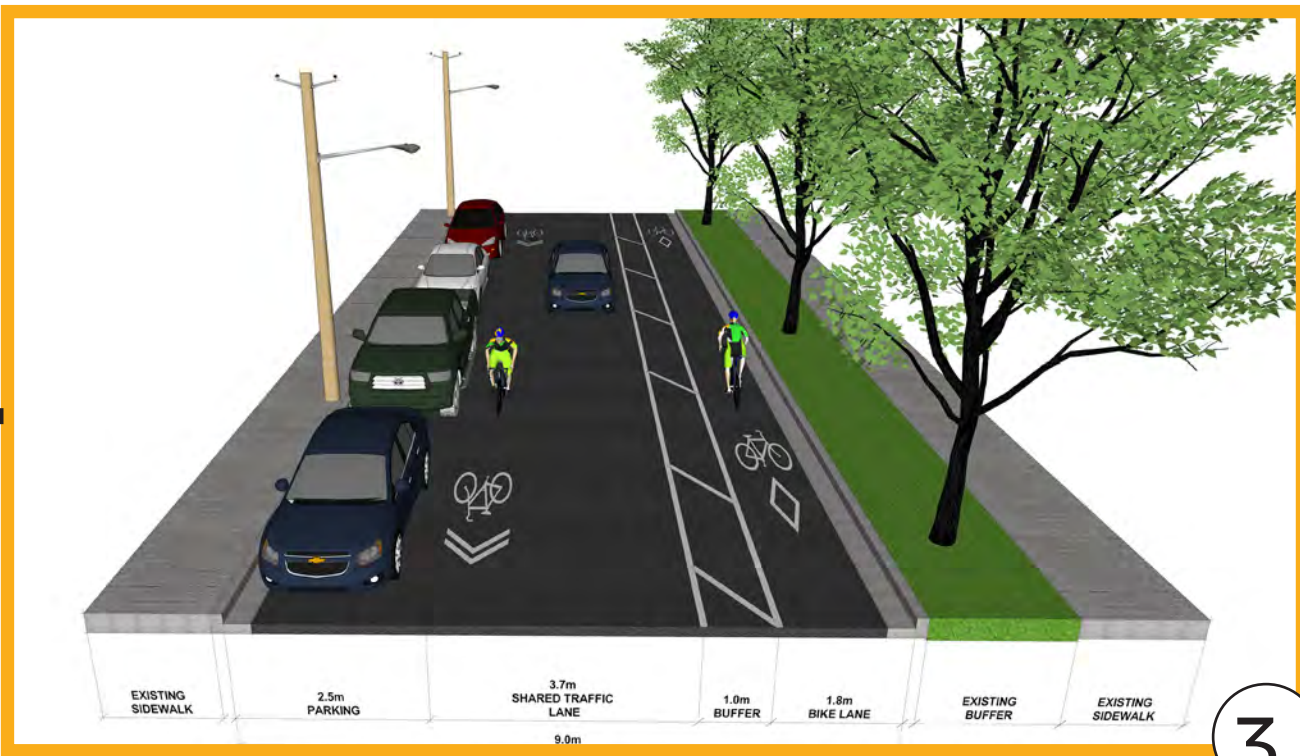 EXISTING
SIDEWALK
2.5m
PARKING
3.7m
SHARED TRAFFIC
LANE
1.0m
BUFFER
1.8m
BIKE LANE
EXISTING
BUFFER
EXISTING
SIDEWALK
9.0m
3